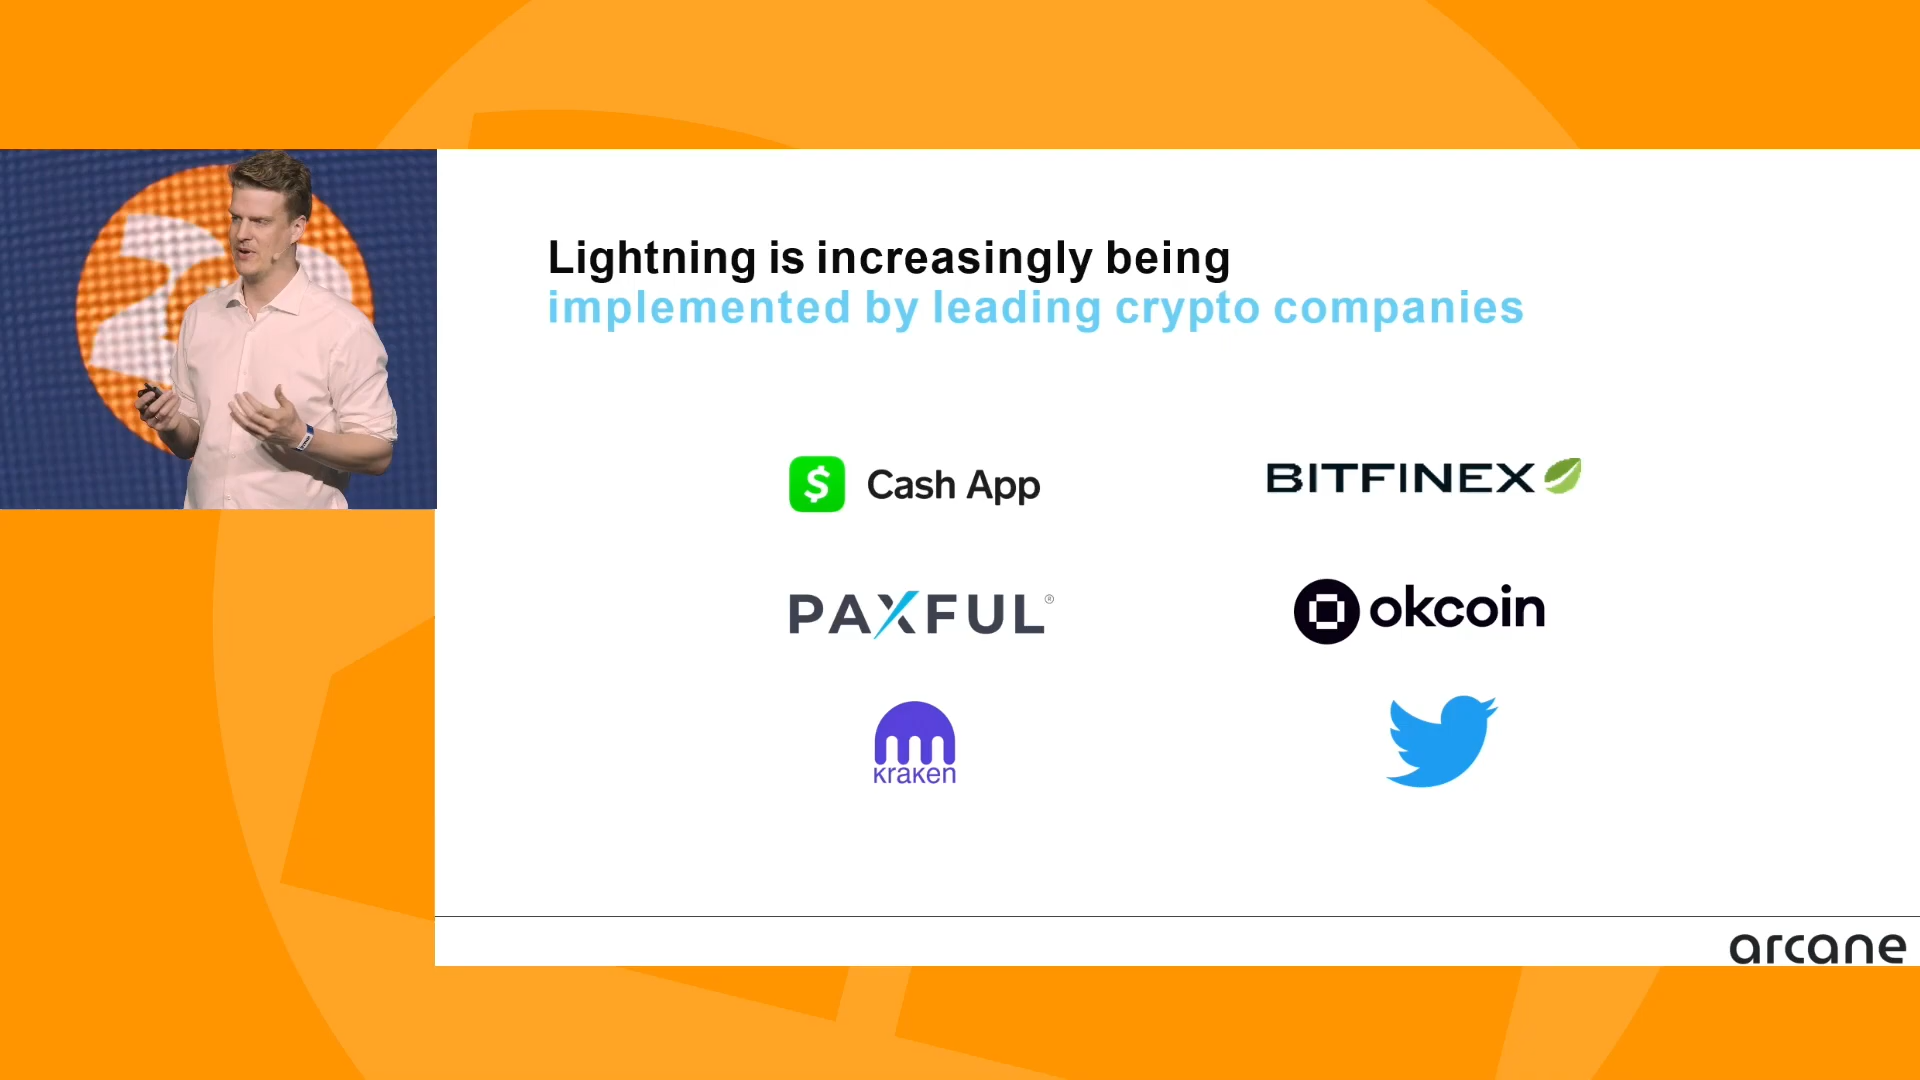 Lightning is increasingly being
implemented by leading crypto companies
$ Cash App
BITFINEX
PAXFUL®
okcoin
kraken
arcane